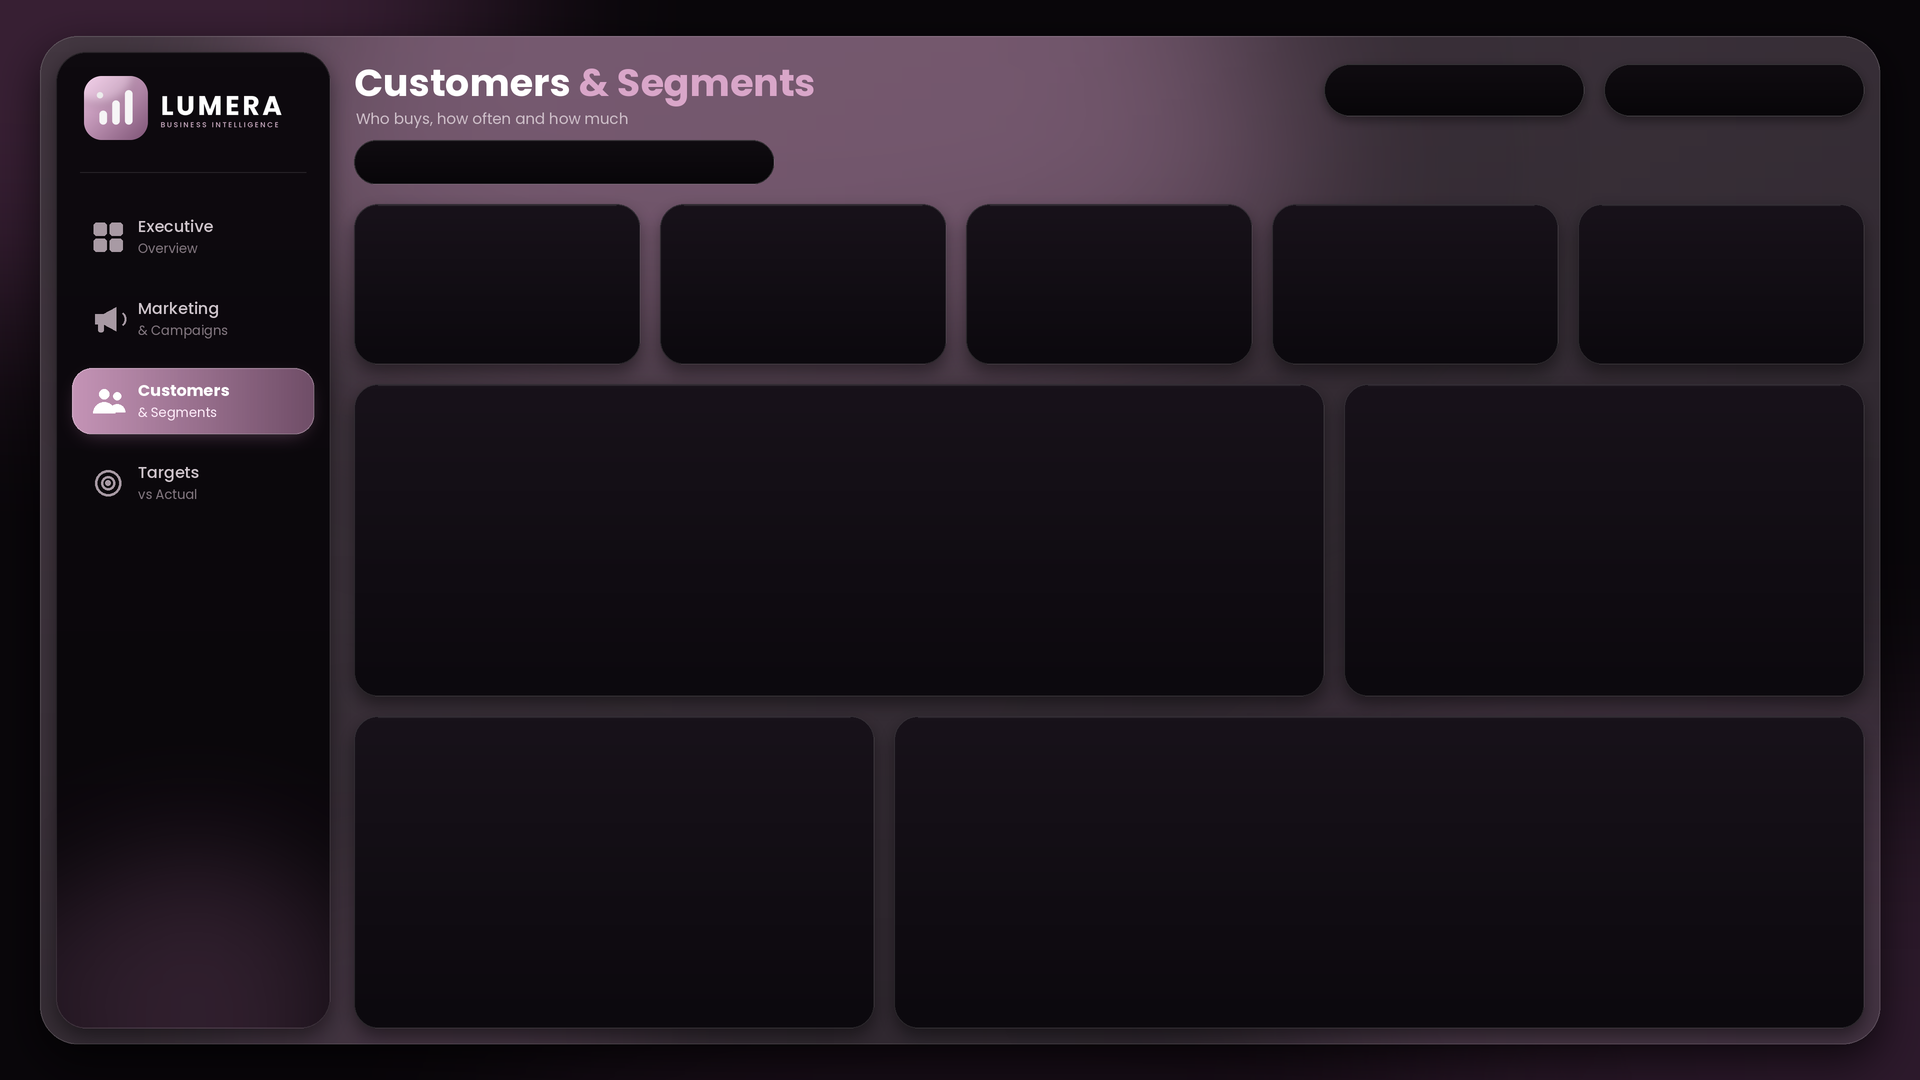 LUMERA
BUSINESS INTELLIGENCE
Executive
Overview
Marketing
& Campaigns
Customers
& Segments
Targets
vs Actual
Customers & Segments
Who buys, how often and how much